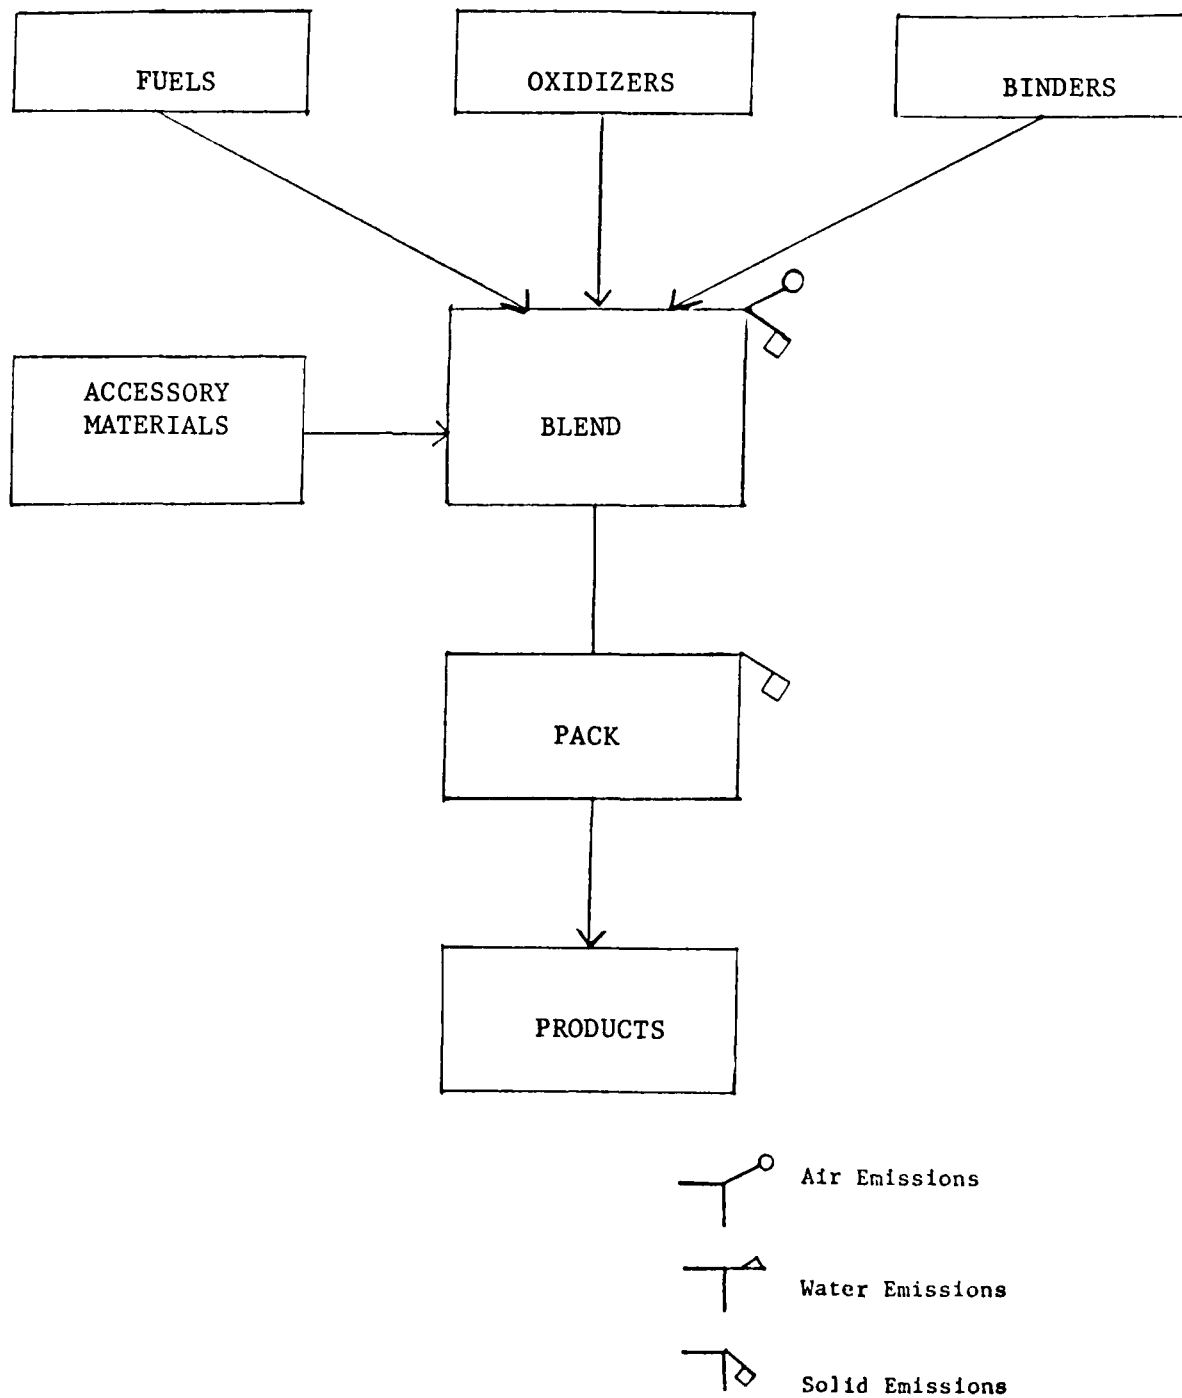 FUELS
OXIDIZERS
BINDERS
ACCESSORY
MATERIALS
BLEND
PACK
PRODUCTS
Air Emissions
Water Emissions
Solid Emissions